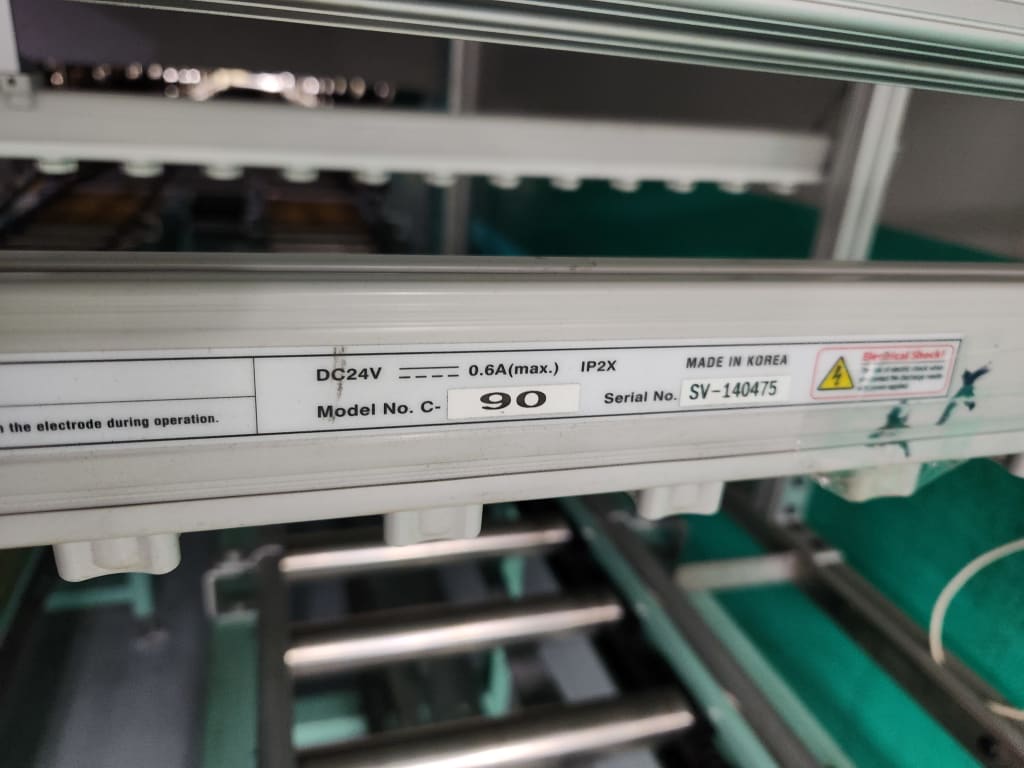 n the electrode during operation.
DC24V 0.6A(max.) IP2X
Model No. C- 90
MADE IN KOREA
Serial No. SV-140475
Electrical Shock!